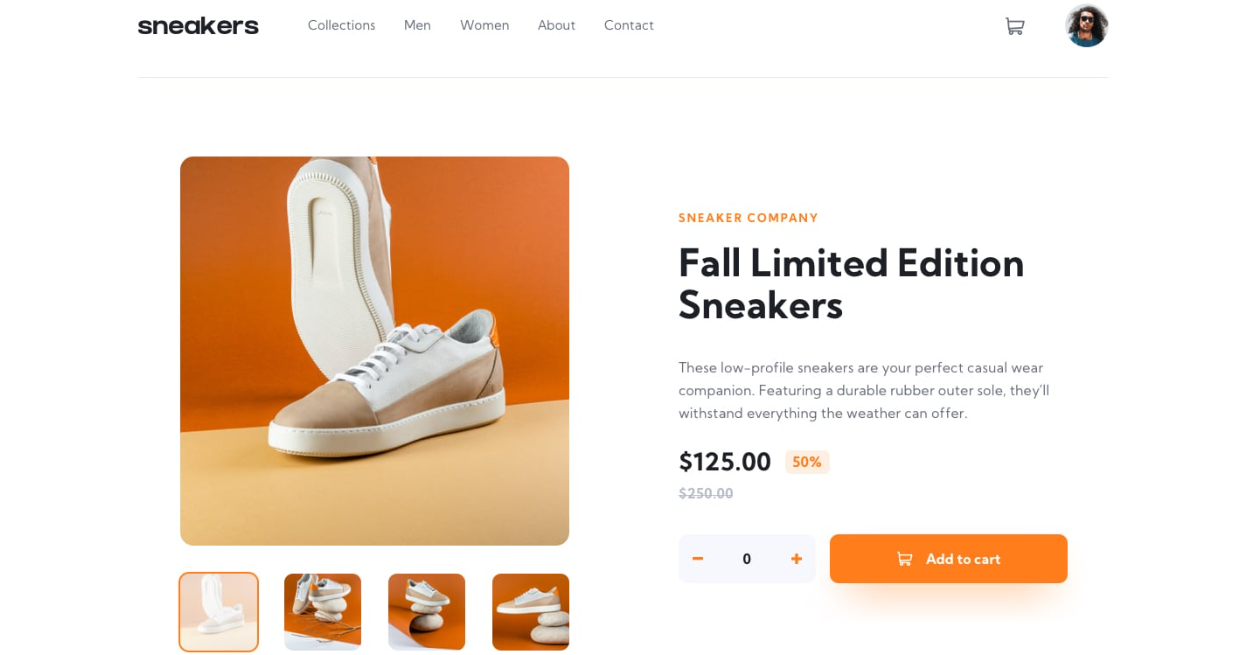 sneakers
Collections Men Women About Contact
SNEAKER COMPANY
Fall Limited Edition
Sneakers
These low-profile sneakers are your perfect casual wear
companion. Featuring a durable rubber outer sole, they'll
withstand everything the weather can offer.
$125.00 50%
$250.00
- 0 + Add to cart